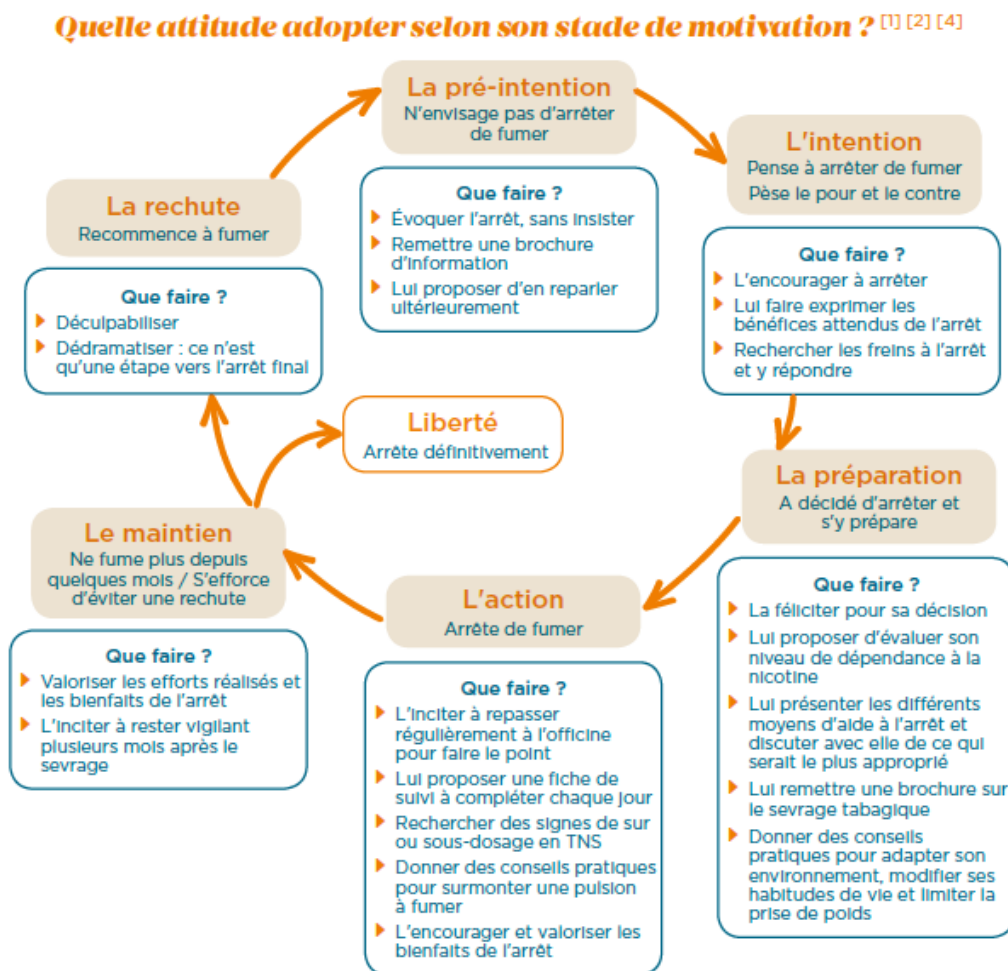 Quelle attitude adopter selon son stade de motivation ? [1] [2] [4]
La pré-intention
N'envisage pas d'arrêter
de fumer
Que faire ?
Évoquer l'arrêt, sans insister
Remettre une brochure
d'information
Lui proposer d'en reparler
ultérieurement
L'intention
Pense à arrêter de fumer
Pèse le pour et le contre
Que faire ?
L'encourager à arrêter
Lui faire exprimer les
bénéfices attendus de l'arrêt
Rechercher les freins à l'arrêt
et y répondre
La préparation
A décidé d'arrêter et
s'y prépare
Que faire ?
La féliciter pour sa décision
Lui proposer d'évaluer son
niveau de dépendance à la
nicotine
Lui présenter les différents
moyens d'aide à l'arrêt et
discuter avec elle de ce qui
serait le plus approprié
Lui remettre une brochure sur
le sevrage tabagique
Donner des conseils
pratiques pour adapter son
environnement, modifier ses
habitudes de vie et limiter la
prise de poids
L'action
Arrête de fumer
Que faire ?
L'inciter à repasser
régulièrement à l'officine
pour faire le point
Lui proposer une fiche de
suivi à compléter chaque jour
Rechercher des signes de sur
ou sous-dosage en TNS
Donner des conseils pratiques
pour surmonter une pulsion
à fumer
L'encourager et valoriser les
bienfaits de l'arrêt
Le maintien
Ne fume plus depuis
quelques mois / S'efforce
d'éviter une rechute
Que faire ?
Valoriser les efforts réalisés et
les bienfaits de l'arrêt
L'inciter à rester vigilant
plusieurs mois après le
sevrage
Liberté
Arrête définitivement
La rechute
Recommence à fumer
Que faire ?
Déculpabiliser
Dédramatiser : ce n'est
qu'une étape vers l'arrêt final